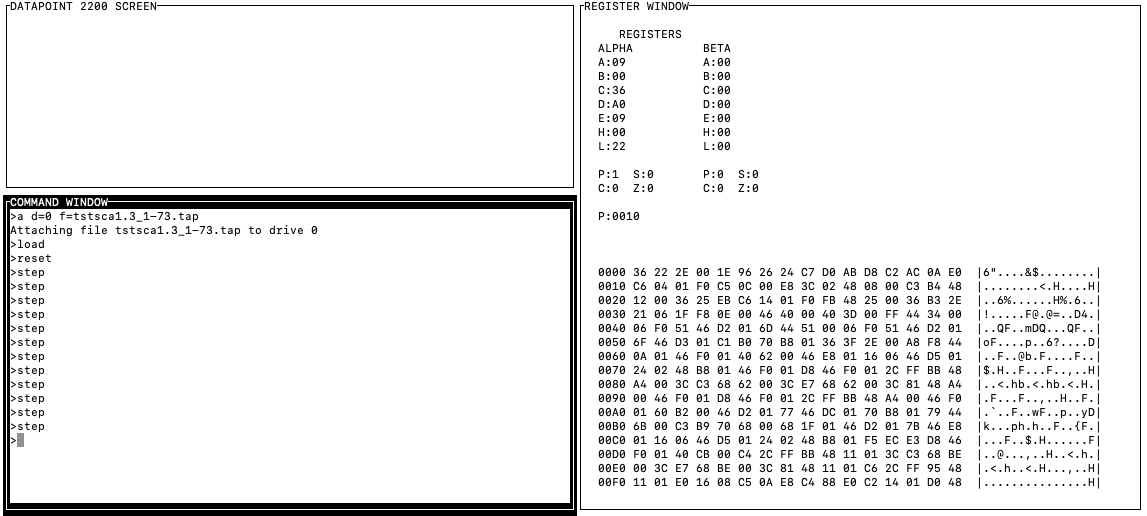 DATAPOINT 2200 SCREEN
COMMAND WINDOW
>a d=0 f=tstsca1.3_1-73.tap
Attaching file tstsca1.3_1-73.tap to drive 0
>load
>reset
>step
>step
>step
>step
>step
>step
>step
>step
>step
>step
>step
>step
>
REGISTER WINDOW
REGISTERS
ALPHA BETA
A:09 A:00
B:00 B:00
C:36 C:00
D:A0 D:00
E:09 E:00
H:00 H:00
L:22 L:00
P:1 S:0 P:0 S:0
C:0 Z:0 C:0 Z:0
P:0010
0000 36 22 2E 00 1E 96 26 24 C7 D0 AB D8 C2 AC 0A E0 |6"....&$........|
0010 C6 04 01 F0 C5 0C 00 E8 3C 02 48 08 00 C3 B4 48 |........<.H....H|
0020 12 00 36 25 EB C6 14 01 F0 FB 48 25 00 36 B3 2E |..6%......H%.6..|
0030 21 06 1F F8 0E 00 46 40 00 40 3D 00 FF 44 34 00 |!.....F@.@=..D4.|
0040 06 F0 51 46 D2 01 6D 44 51 00 06 F0 51 46 D2 01 |..QF..mDQ...QF..|
0050 6F 46 D3 01 C1 B0 70 B8 01 36 3F 2E 00 A8 F8 44 |oF....p..6?....D|
0060 0A 01 46 F0 01 40 62 00 46 E8 01 16 06 46 D5 01 |..F..@b.F....F..|
0070 24 02 48 B8 01 46 F0 01 D8 46 F0 01 2C FF BB 48 |$.H..F...F..,..H|
0080 A4 00 3C C3 68 62 00 3C E7 68 62 00 3C 81 48 A4 |..<.hb.<.hb.<.H.|
0090 00 46 F0 01 D8 46 F0 01 2C FF BB 48 A4 00 46 F0 |.F...F..,..H..F.|
00A0 01 60 B2 00 46 D2 01 77 46 DC 01 70 B8 01 79 44 |.`..F..wF..p..yD|
00B0 6B 00 C3 B9 70 68 00 68 1F 01 46 D2 01 7B 46 E8 |k...ph.h..F..{F.|
00C0 01 16 06 46 D5 01 24 02 48 B8 01 F5 EC E3 D8 46 |...F..$.H......F|
00D0 F0 01 40 CB 00 C4 2C FF BB 48 11 01 3C C3 68 BE |..@...,..H..<.h.|
00E0 00 3C E7 68 BE 00 3C 81 48 11 01 C6 2C FF 95 48 |.<.h..<.H...,..H|
00F0 11 01 E0 16 08 C5 0A E8 C4 88 E0 C2 14 01 D0 48 |...............H|